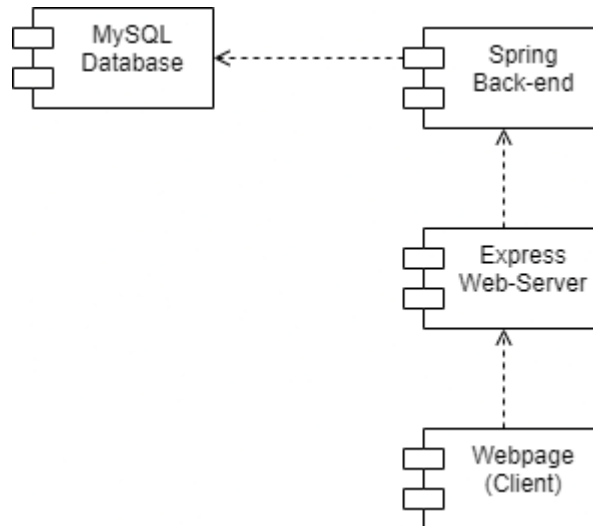 MySQL
Database
Spring
Back-end
Express
Web-Server
Webpage
(Client)